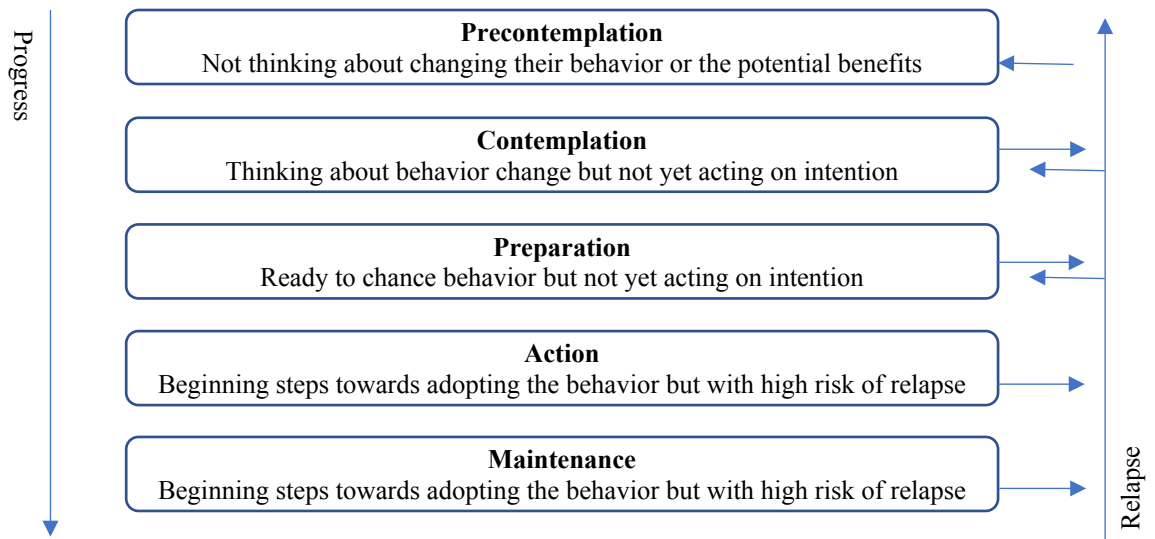 Progress
Precontemplation
Not thinking about changing their behavior or the potential benefits
Contemplation
Thinking about behavior change but not yet acting on intention
Preparation
Ready to chance behavior but not yet acting on intention
Action
Beginning steps towards adopting the behavior but with high risk of relapse
Maintenance
Beginning steps towards adopting the behavior but with high risk of relapse
Relapse